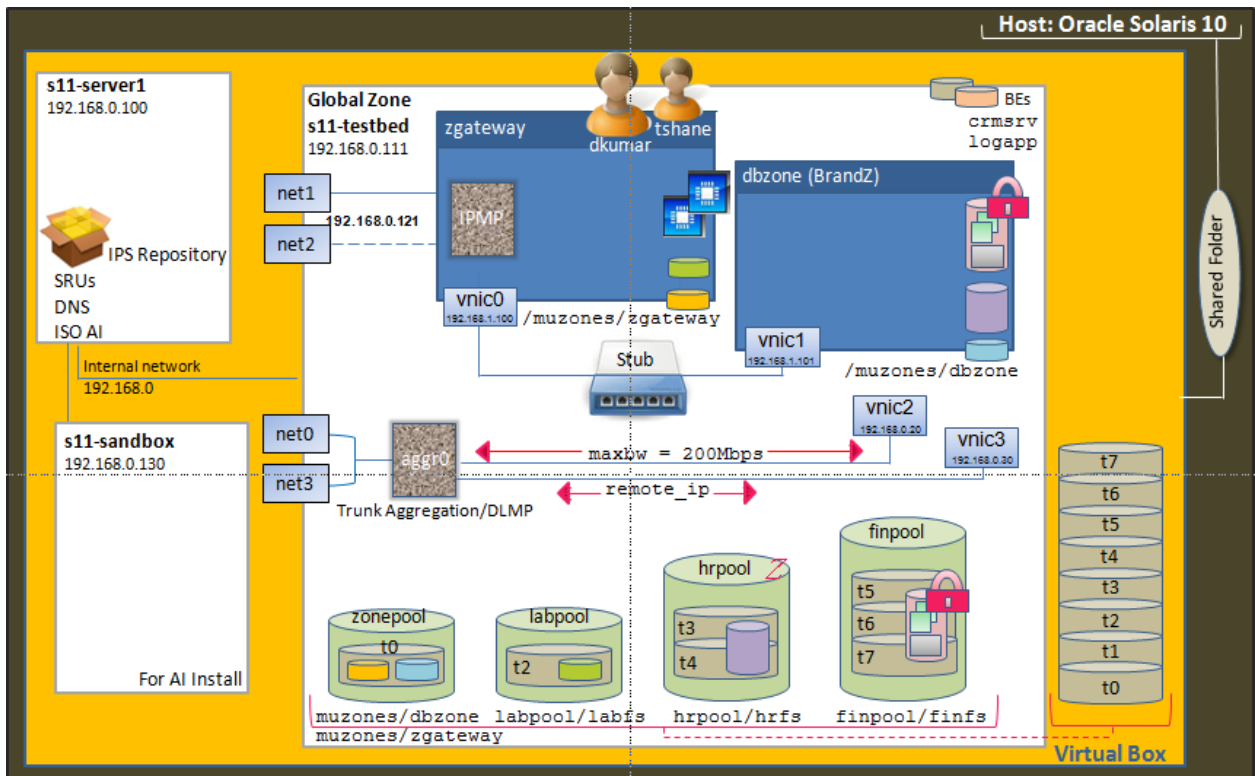 Host: Oracle Solaris 10
s11-server1
192.168.0.100
IPS Repository
SRUs
DNS
ISO AI
Internal network
192.168.0
s11-sandbox
192.168.0.130
For AI Install
Global Zone
s11-testbed
192.168.0.111
zgateway
dkumar
tshane
BEs
crmsrv
logapp
dbzone (BrandZ)
net1
192.168.0.121
net2
IPMP
vnic0
192.168.1.100
/muzones/zgateway
vnic1
192.168.1.101
/muzones/dbzone
Stub
Shared Folder
net0
net3
aggr0
Trunk Aggregation/DLMP
maxbw = 200Mbps
remote_ip
vnic2
192.168.0.20
vnic3
192.168.0.30
zonepool
t0
muzones/dbzone
muzones/zgateway
labpool
t2
labpool/labfs
hrpool
Z
t3
t4
hrpool/hrfs
finpool
t5
t6
t7
finpool/finfs
t7
t6
t5
t4
t3
t2
t1
t0
Virtual Box